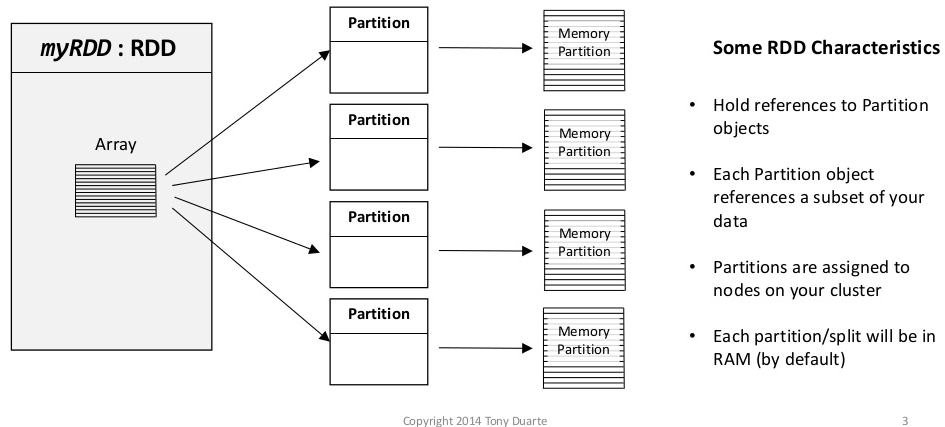 myRDD : RDD
Array
Partition
Partition
Partition
Partition
Memory
Partition
Memory
Partition
Memory
Partition
Memory
Partition
Some RDD Characteristics
• Hold references to Partition
objects
• Each Partition object
references a subset of your
data
• Partitions are assigned to
nodes on your cluster
• Each partition/split will be in
RAM (by default)
Copyright 2014 Tony Duarte
3